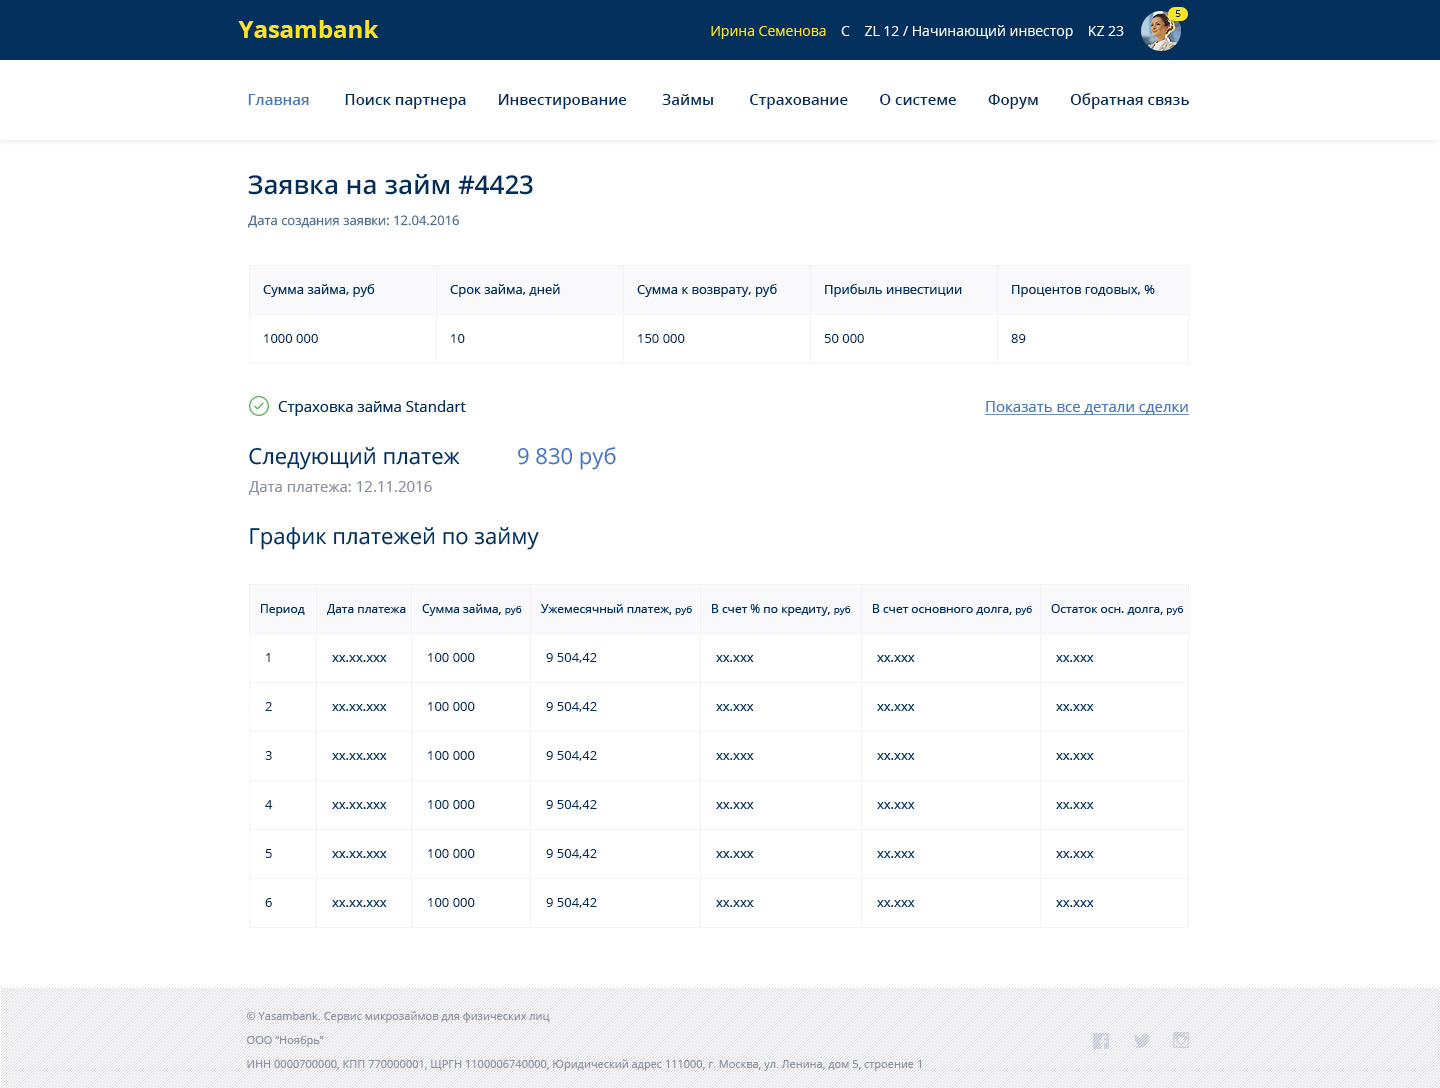 Yasambank
Ирина Семенова C ZL 12 / Начинающий инвестор KZ 23 5
Главная Поиск партнера Инвестирование Займы Страхование О системе Форум Обратная связь
Заявка на займ #4423
Дата создания заявки: 12.04.2016
Сумма займа, руб Срок займа, дней Сумма к возврату, руб Прибыль инвестиции Процентов годовых, %
1000 000 10 150 000 50 000 89
Страховка займа Standart Показать все детали сделки
Следующий платеж 9 830 руб
Дата платежа: 12.11.2016
График платежей по займу
Период Дата платежа Сумма займа, руб Ужемесячный платеж, руб В счет % по кредиту, руб В счет основного долга, руб Остаток осн. долга, руб
1 xx.xx.xxx 100 000 9 504,42 xx.xxx xx.xxx xx.xxx
2 xx.xx.xxx 100 000 9 504,42 xx.xxx xx.xxx xx.xxx
3 xx.xx.xxx 100 000 9 504,42 xx.xxx xx.xxx xx.xxx
4 xx.xx.xxx 100 000 9 504,42 xx.xxx xx.xxx xx.xxx
5 xx.xx.xxx 100 000 9 504,42 xx.xxx xx.xxx xx.xxx
6 xx.xx.xxx 100 000 9 504,42 xx.xxx xx.xxx xx.xxx
© Yasambank. Сервис микрозаймов для физических лиц
ООО “Ноябрь”
ИНН 0000700000, КПП 770000001, ЩРГН 1100006740000, Юридический адрес 111000, г. Москва, ул. Ленина, дом 5, строение 1